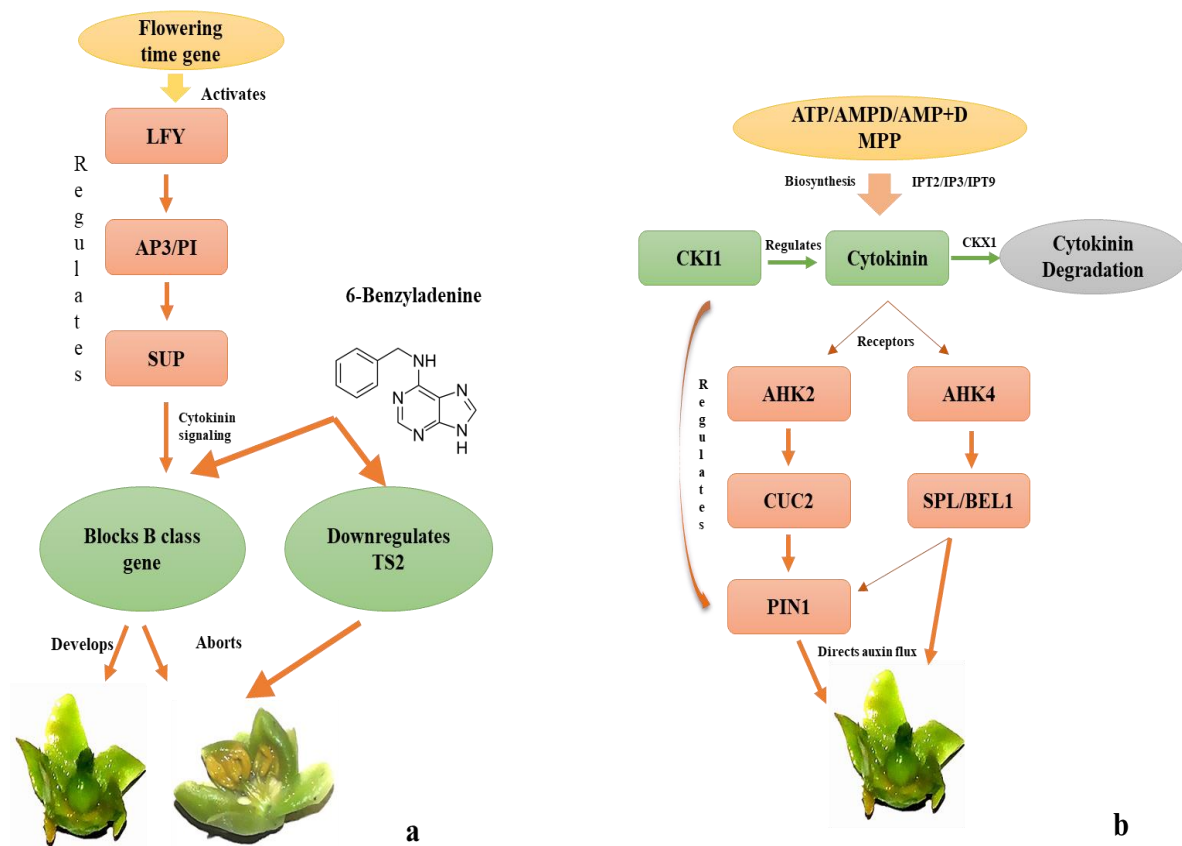 Flowering
time gene
Activates
LFY
Regulates
AP3/PI
SUP
6-Benzyladenine
NH
N
N
N
N
H
Cytokinin
signaling
Blocks B class
gene
Downregulates
TS2
Develops
Aborts
a
ATP/AMPD/AMP+D
MPP
Biosynthesis
IPT2/IP3/IPT9
CKI1
Regulates
Cytokinin
CKX1
Cytokinin
Degradation
Receptors
Regulates
AHK2
AHK4
CUC2
SPL/BEL1
PIN1
Directs auxin flux
b